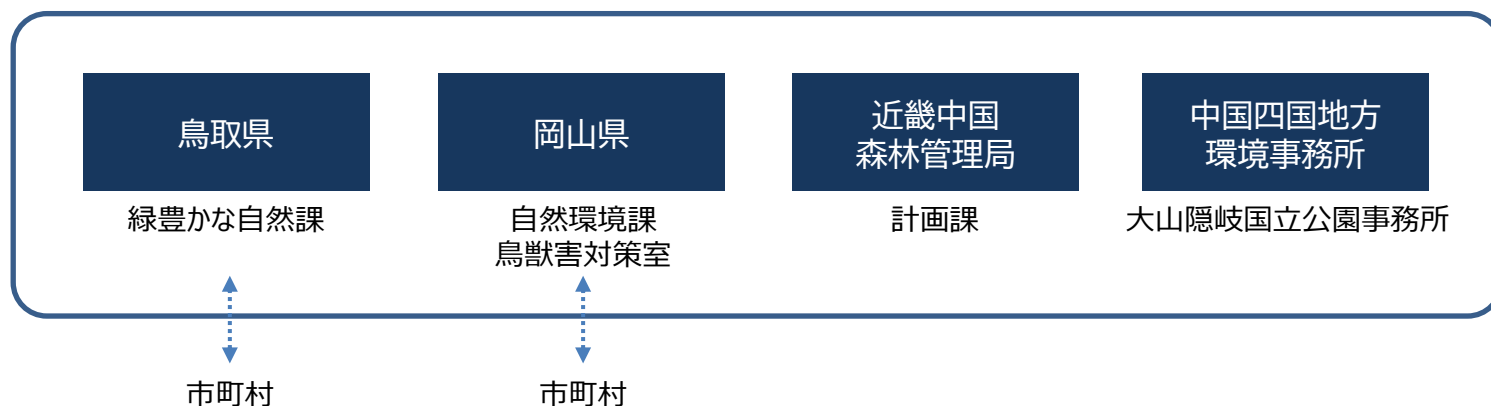 鳥取県
緑豊かな自然課
岡山県
自然環境課
鳥獣害対策室
近畿中国
森林管理局
計画課
中国四国地方
環境事務所
大山隠岐国立公園事務所
市町村
市町村